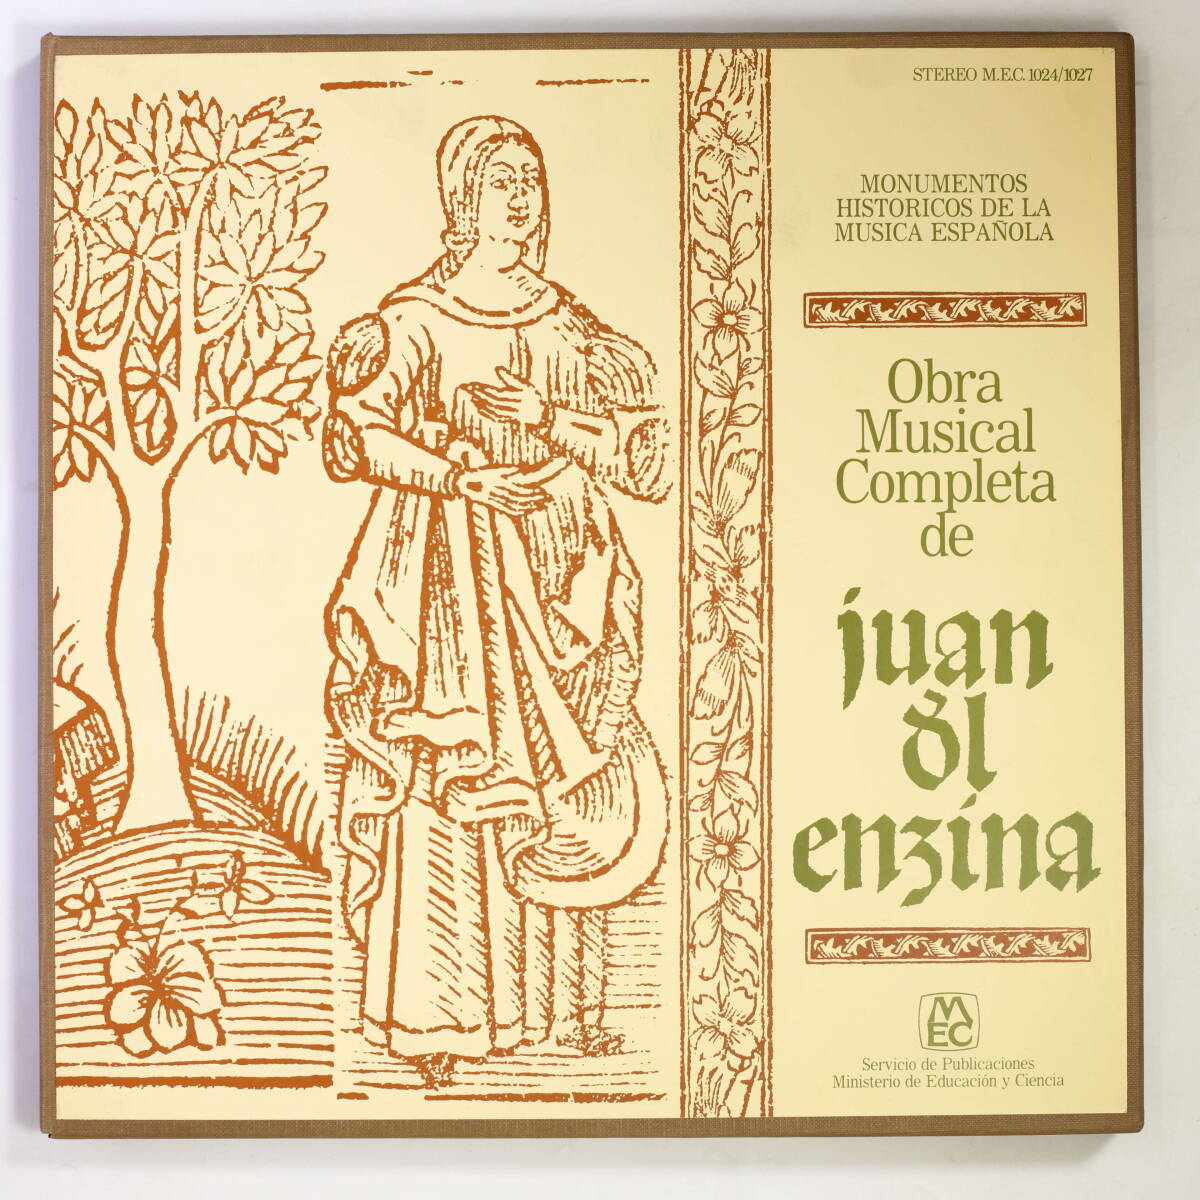 STEREO M.E.C. 1024/1027
MONUMENTOS
HISTORICOS DE LA
MUSICA ESPAÑOLA
Obra
Musical
Completa
de
juan
dl
enzina
M
EC
Servicio de Publicaciones
Ministerio de Educación y Ciencia